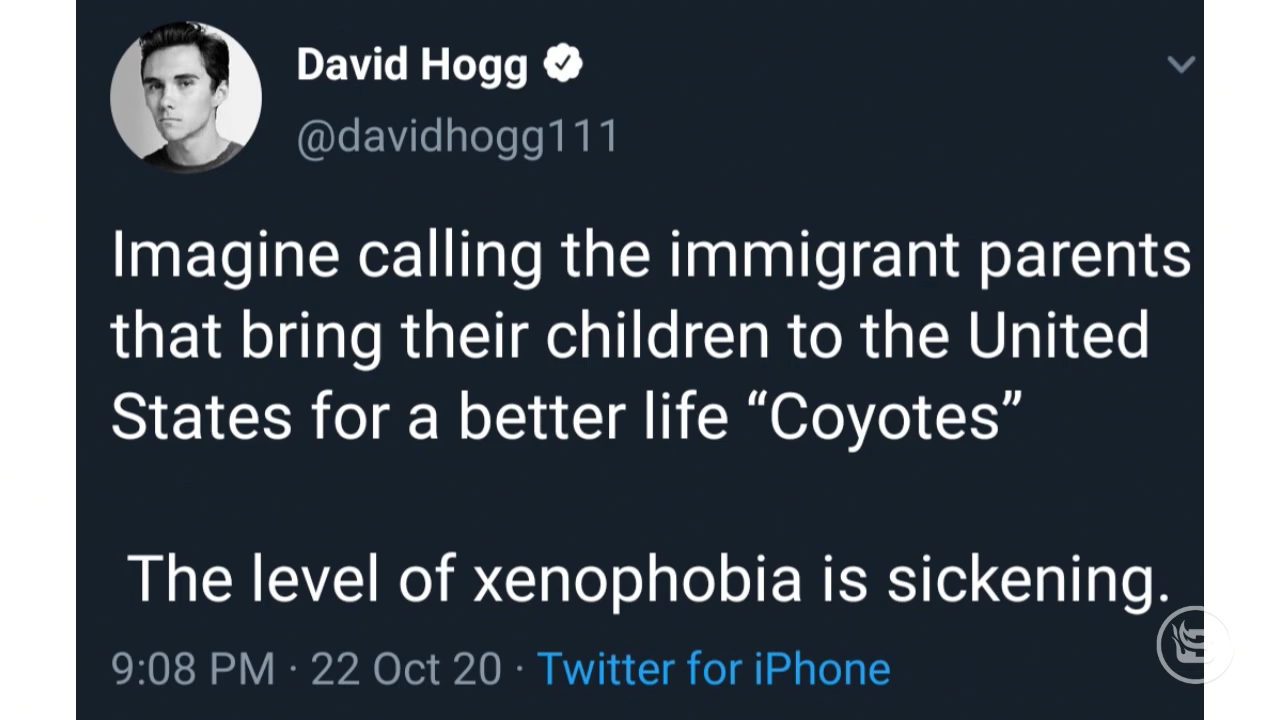 David Hogg
@davidhogg111
Imagine calling the immigrant parents
that bring their children to the United
States for a better life “Coyotes”
The level of xenophobia is sickening.
9:08 PM · 22 Oct 20 · Twitter for iPhone